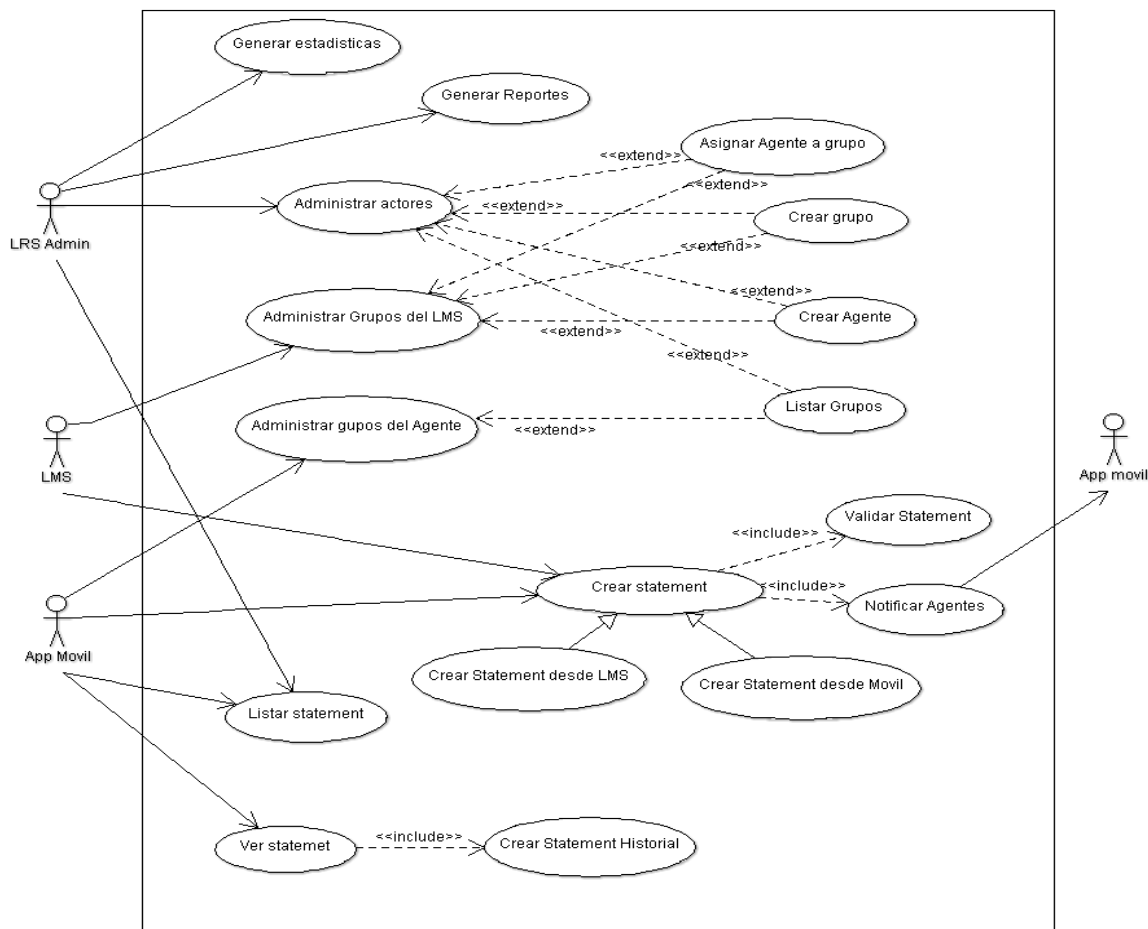 Generar estadisticas
Generar Reportes
Asignar Agente a grupo
<<extend>>
<<extend>>
Administrar actores
<<extend>>
Crear grupo
LRS Admin
<<extend>>
<<extend>>
Administrar Grupos del LMS
Crear Agente
<<extend>>
<<extend>>
Listar Grupos
Administrar gupos del Agente
<<extend>>
LMS
App movil
Validar Statement
<<include>>
Crear statement
<<include>>
Notificar Agentes
App Movil
Crear Statement desde LMS
Crear Statement desde Movil
Listar statement
<<include>>
Ver statemet
Crear Statement Historial